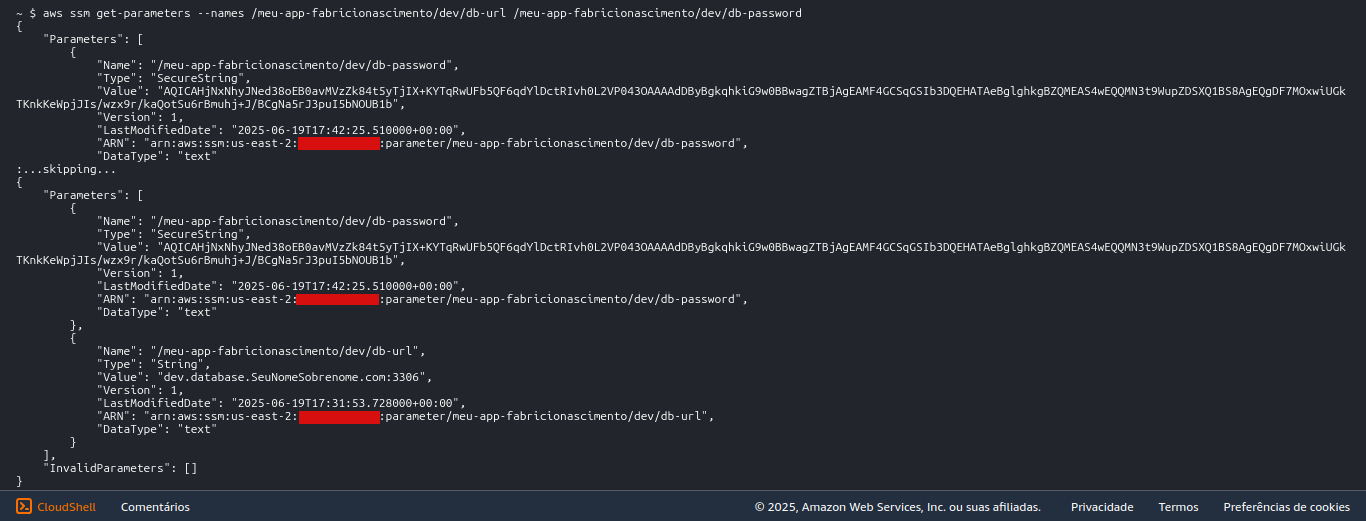 ~ $ aws ssm get-parameters --names /meu-app-fabricionascimento/dev/db-url /meu-app-fabricionascimento/dev/db-password
{
    "Parameters": [
        {
            "Name": "/meu-app-fabricionascimento/dev/db-password",
            "Type": "SecureString",
            "Value": "AQICAHjNxNhyJNed38oEB0avMVzZk84t5yTjIX+KYTqRwUFb5QF6qdYlDctRIvh0L2VP043OAAAAdDByBgkqhkiG9w0BBwagZTBjAgEAMF4GCSqGSIb3DQEHATAeBglghkgBZQMEAS4wEQQMN3t9WupZDSXQ1BS8AgEQgDF7MOxwiUGk
TKnkKeWpjJIs/wzx9r/kaQotSu6rBmuhj+J/BCgNa5rJ3puI5bNOUB1b",
            "Version": 1,
            "LastModifiedDate": "2025-06-19T17:42:25.510000+00:00",
            "ARN": "arn:aws:ssm:us-east-2::parameter/meu-app-fabricionascimento/dev/db-password",
            "DataType": "text"
:...skipping...
{
    "Parameters": [
        {
            "Name": "/meu-app-fabricionascimento/dev/db-password",
            "Type": "SecureString",
            "Value": "AQICAHjNxNhyJNed38oEB0avMVzZk84t5yTjIX+KYTqRwUFb5QF6qdYlDctRIvh0L2VP043OAAAAdDByBgkqhkiG9w0BBwagZTBjAgEAMF4GCSqGSIb3DQEHATAeBglghkgBZQMEAS4wEQQMN3t9WupZDSXQ1BS8AgEQgDF7MOxwiUGk
TKnkKeWpjJIs/wzx9r/kaQotSu6rBmuhj+J/BCgNa5rJ3puI5bNOUB1b",
            "Version": 1,
            "LastModifiedDate": "2025-06-19T17:42:25.510000+00:00",
            "ARN": "arn:aws:ssm:us-east-2::parameter/meu-app-fabricionascimento/dev/db-password",
            "DataType": "text"
        },
        {
            "Name": "/meu-app-fabricionascimento/dev/db-url",
            "Type": "String",
            "Value": "dev.database.SeuNomeSobrenome.com:3306",
            "Version": 1,
            "LastModifiedDate": "2025-06-19T17:31:53.728000+00:00",
            "ARN": "arn:aws:ssm:us-east-2::parameter/meu-app-fabricionascimento/dev/db-url",
            "DataType": "text"
        }
    ],
    "InvalidParameters": []
}
CloudShell Comentários © 2025, Amazon Web Services, Inc. ou suas afiliadas. Privacidade Termos Preferências de cookies